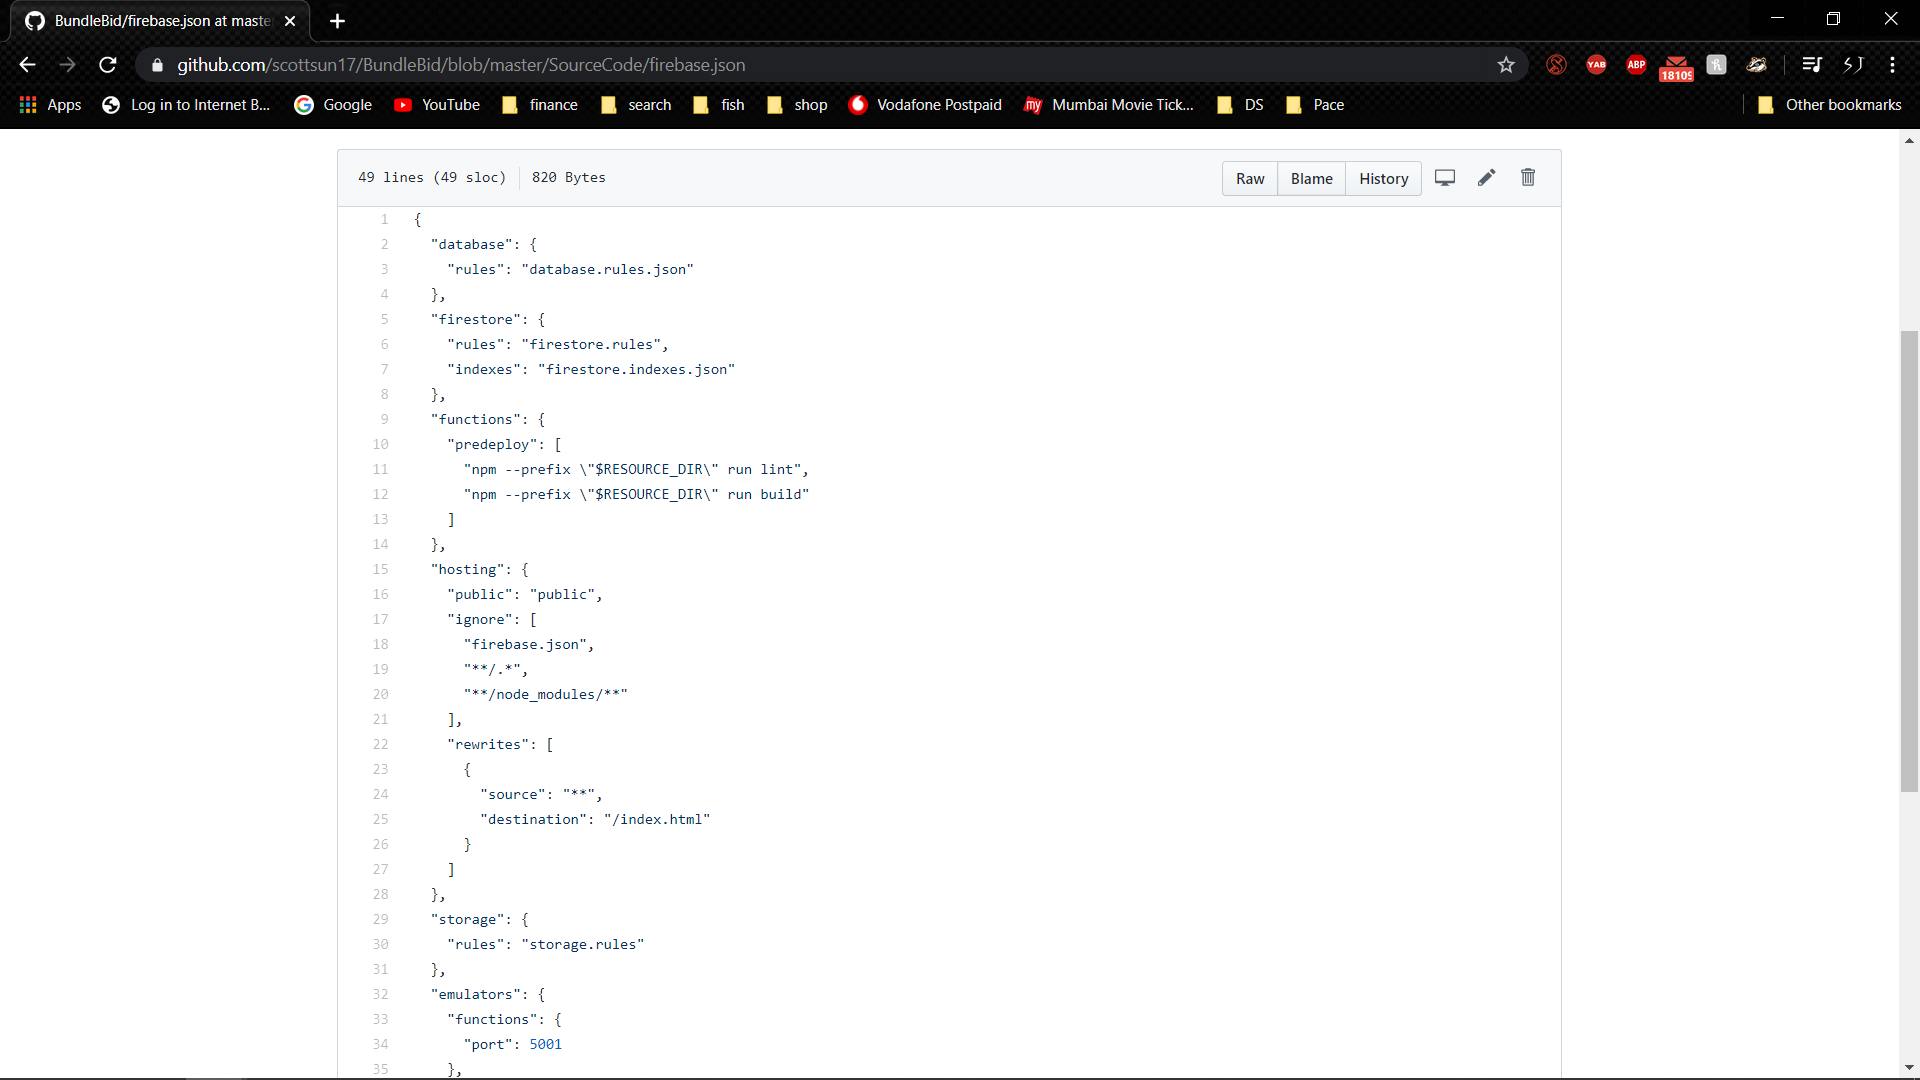 BundleBid/firebase.json at maste
github.com/scottsun17/BundleBid/blob/master/SourceCode/firebase.json
YAB
ABP
18109
Apps
Log in to Internet B...
Google
YouTube
finance
search
fish
shop
my
Vodafone Postpaid
Mumbai Movie Tick...
DS
Pace
Other bookmarks
49 lines (49 sloc)
820 Bytes
Raw
Blame
History
1 {
2   "database": {
3     "rules": "database.rules.json"
4   },
5   "firestore": {
6     "rules": "firestore.rules",
7     "indexes": "firestore.indexes.json"
8   },
9   "functions": {
10     "predeploy": [
11       "npm --prefix \"$RESOURCE_DIR\" run lint",
12       "npm --prefix \"$RESOURCE_DIR\" run build"
13     ]
14   },
15   "hosting": {
16     "public": "public",
17     "ignore": [
18       "firebase.json",
19       "**/.*",
20       "**/node_modules/**"
21     ],
22     "rewrites": [
23       {
24         "source": "**",
25         "destination": "/index.html"
26       }
27     ]
28   },
29   "storage": {
30     "rules": "storage.rules"
31   },
32   "emulators": {
33     "functions": {
34       "port": 5001
35     },